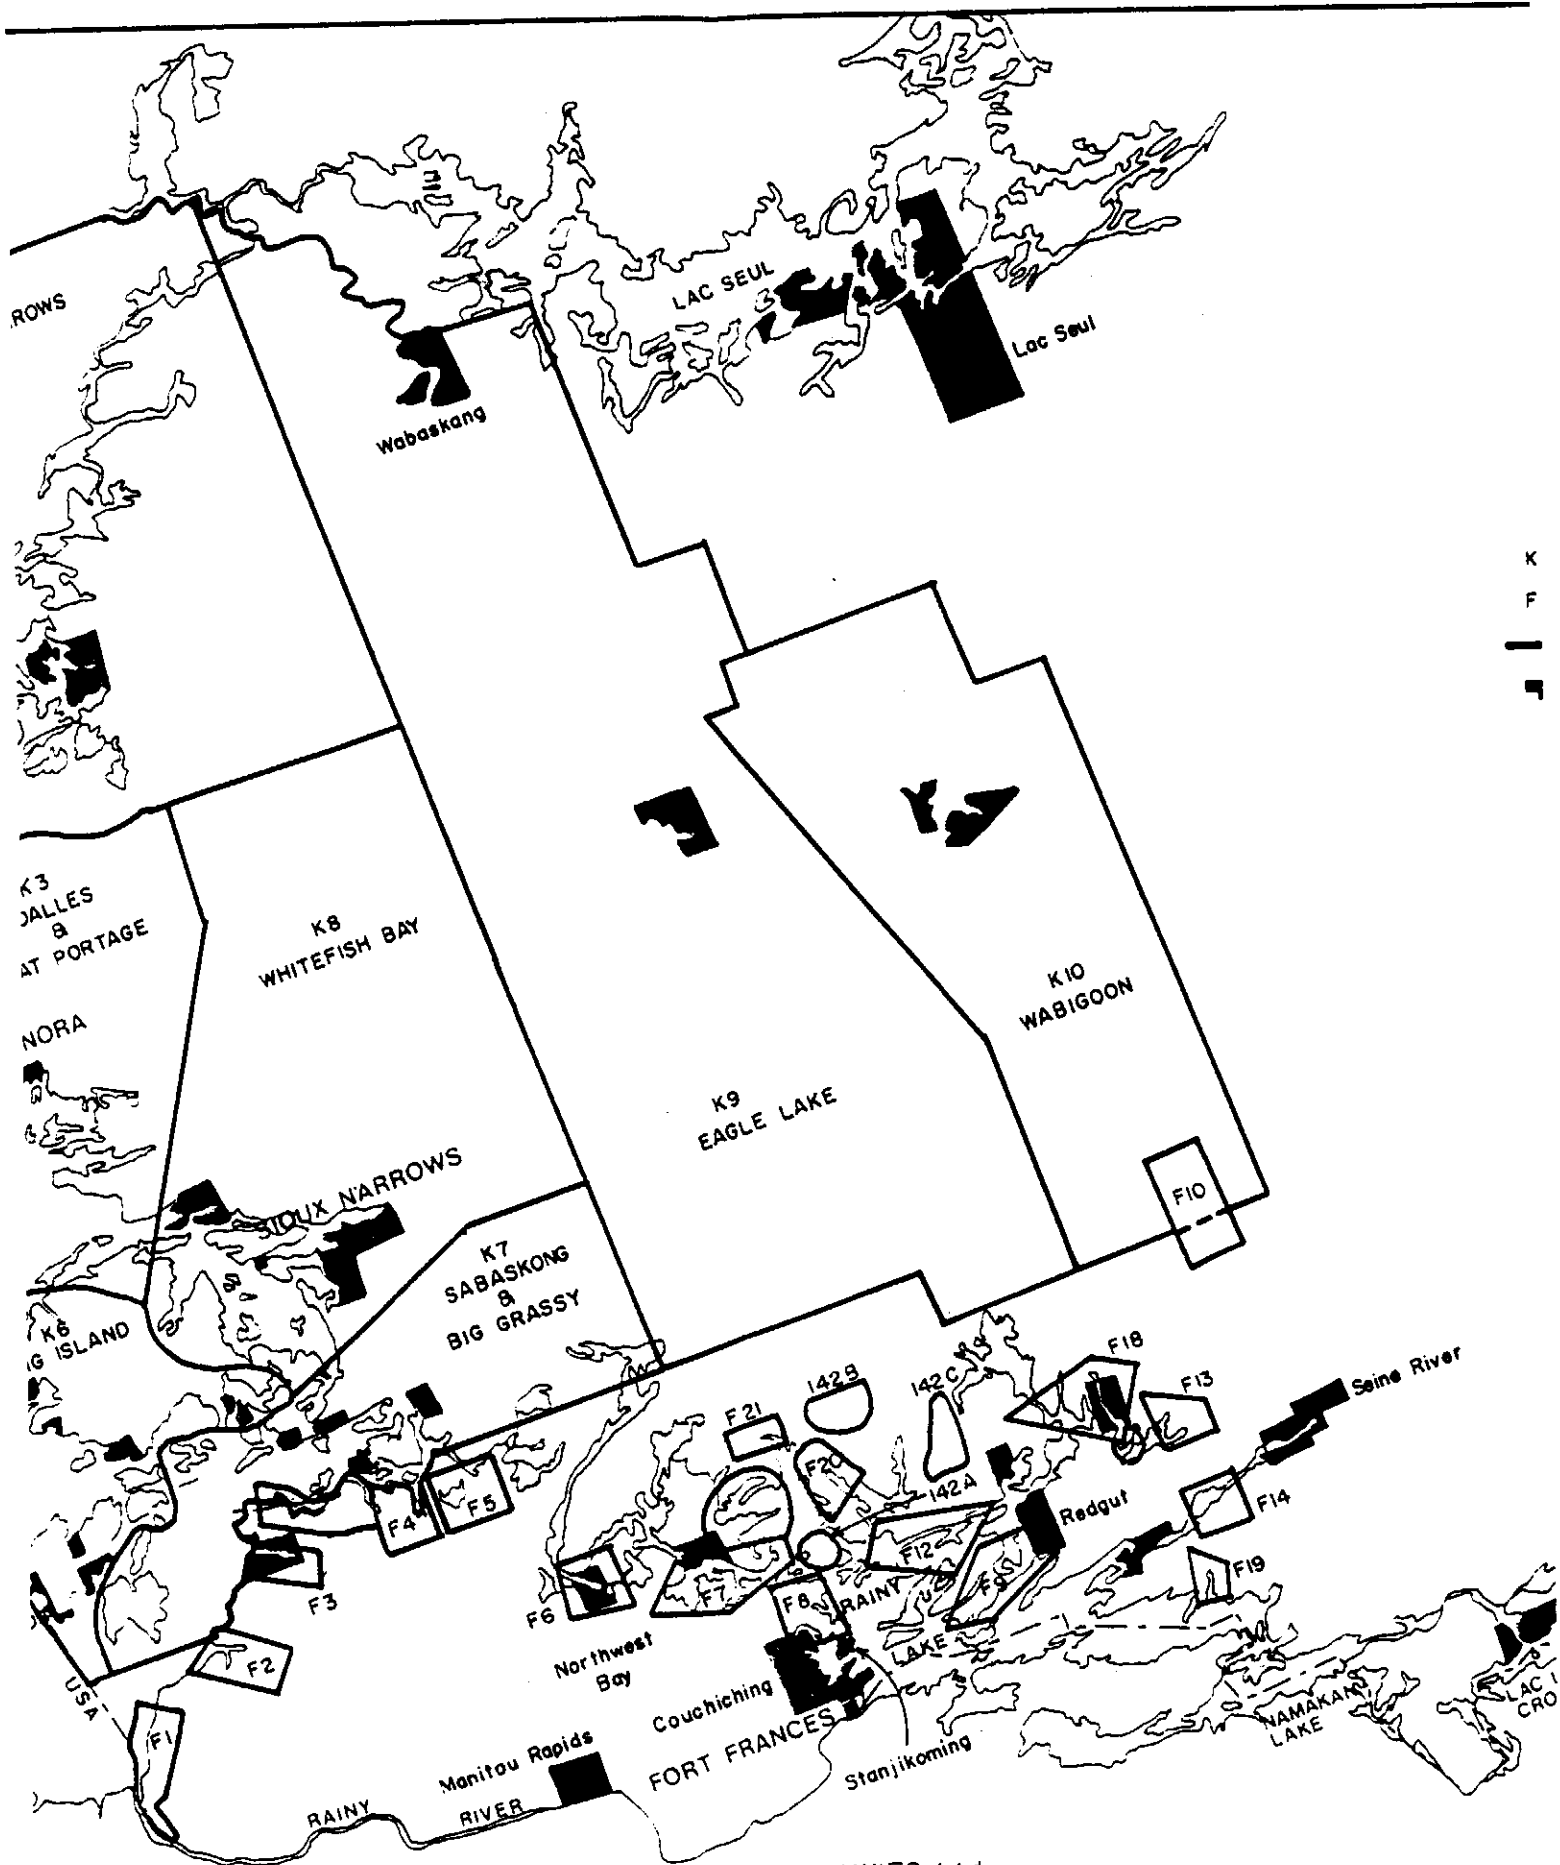 ROWS
LAC SEUL
Lac Seul
Wabaskang
K
F
K3
DALLES
&
AT PORTAGE
K8
WHITEFISH BAY
K10
WABIGOON
NORA
K9
EAGLE LAKE
SIOUX NARROWS
F10
K7
SABASKONG
&
BIG GRASSY
K6
IG ISLAND
F18
142B
142C
F13
Seine River
F21
F20
142A
F5
F4
Redgut
F14
F12
F3
F6
F7
F8
RAINY
F9
F19
LAKE
F2
Northwest
Bay
USA
Couchiching
F1
FORT FRANCES
NAMAKAN
LAKE
LAC
CRO
Manitou Rapids
Stanjikoming
RAINY
RIVER